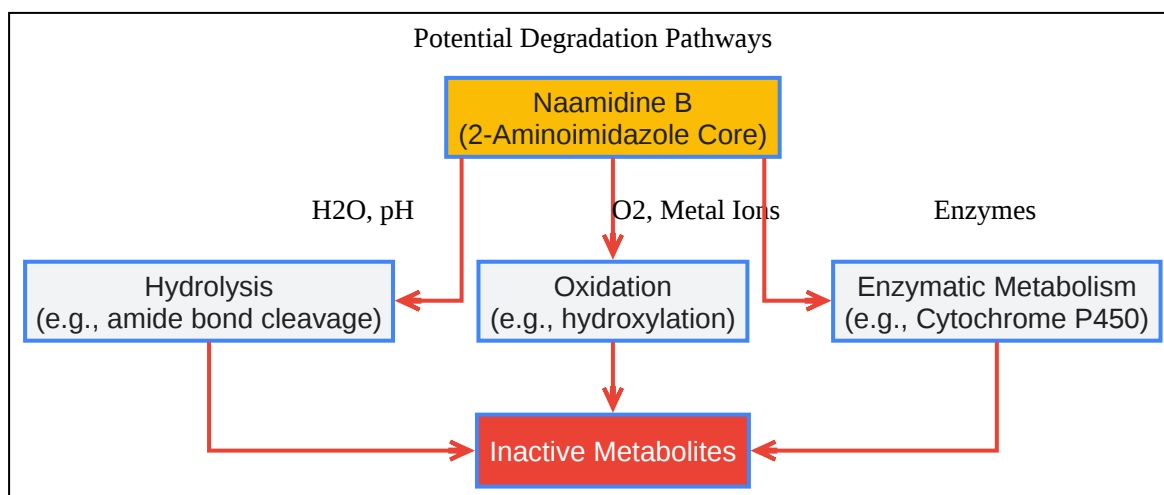 Potential Degradation Pathways
Naamidine B
(2-Aminoimidazole Core)
H2O, pH
O2, Metal Ions
Enzymes
Hydrolysis
(e.g., amide bond cleavage)
Oxidation
(e.g., hydroxylation)
Enzymatic Metabolism
(e.g., Cytochrome P450)
Inactive Metabolites